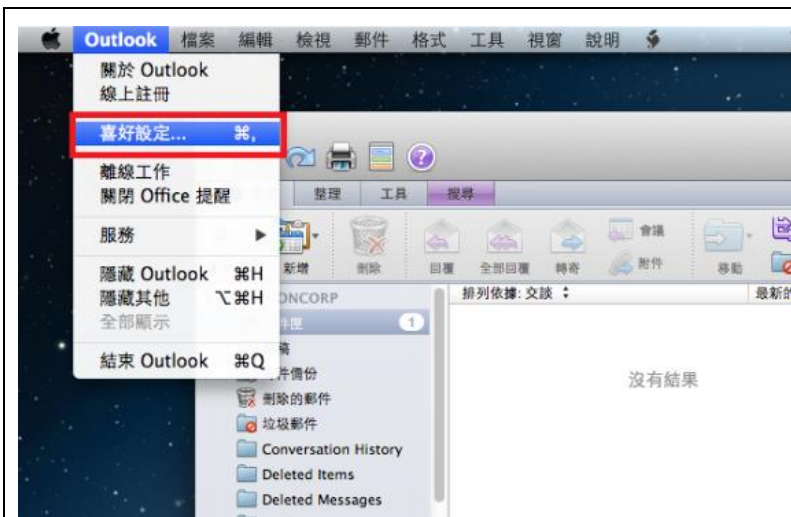 Outlook 檔案 編輯 檢視 郵件 格式 工具 視窗 說明
關於 Outlook
線上註冊
喜好設定... ⌘,
離線工作
關閉 Office 提醒
服務 ▶
隱藏 Outlook ⌘H
隱藏其他 ⌥⌘H
全部顯示
結束 Outlook ⌘Q
整理 工具 搜尋
新增 刪除 回覆 全部回覆 轉寄 會議 附件 移動
ONCORP
件匣 1
稿
件備份
刪除的郵件
垃圾郵件
Conversation History
Deleted Items
Deleted Messages
排列依據: 交談 最新的
沒有結果